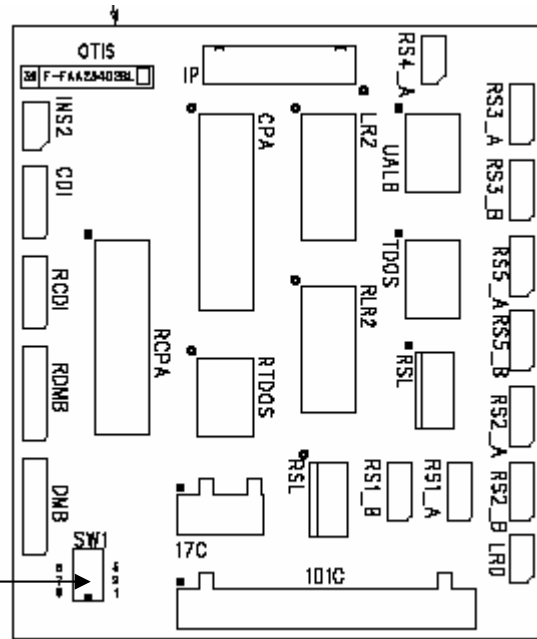 OTIS
IP
RS4_A
INS2
CPA
LR2
UALB
RS3_A
CDI
RS3_B
TDOS
RS5_A
RCDI
RCPA
RLR2
RS5_B
RDMB
RTDOS
RSL
RS2_A
DMB
RSL
RS1_B
RS1_A
RS2_B
SW1
17C
LRD
1
101C